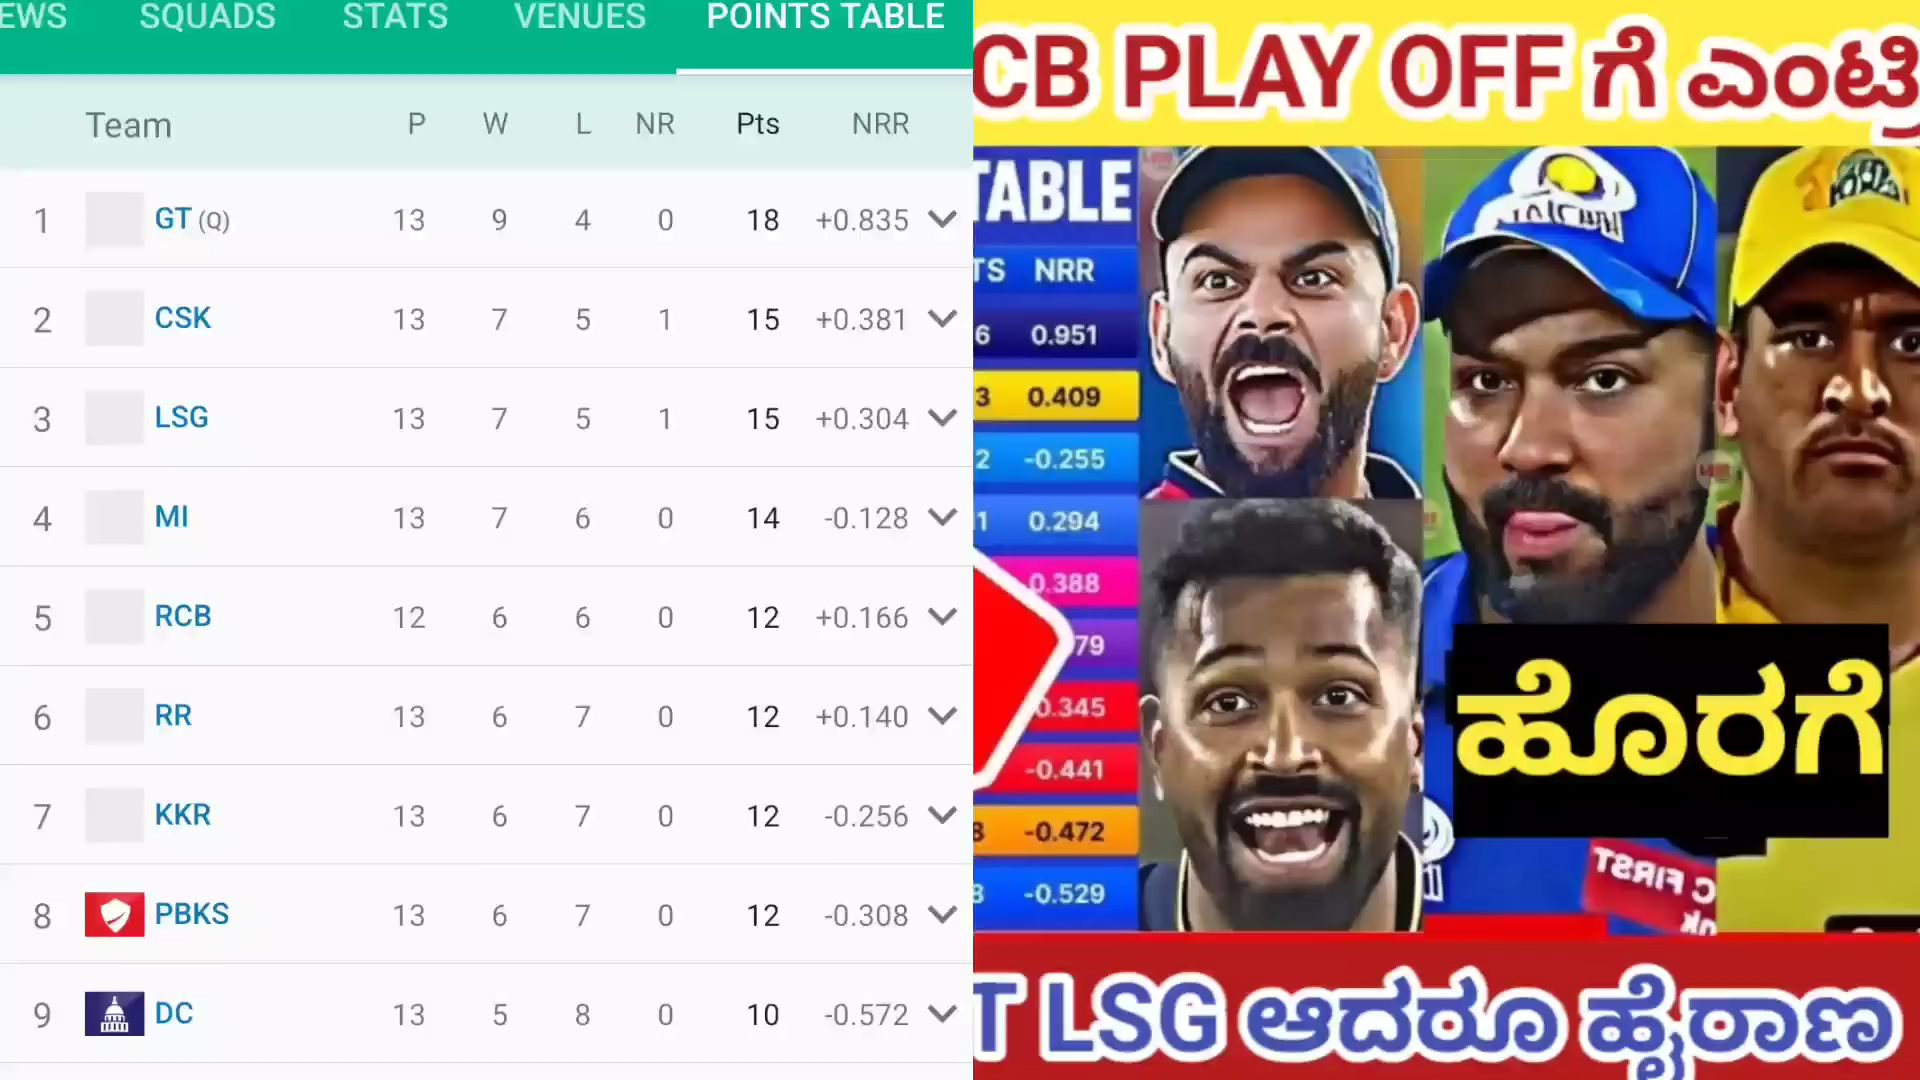 EWS SQUADS STATS VENUES POINTS TABLE
Team P W L NR Pts NRR
1 GT (Q) 13 9 4 0 18 +0.835
2 CSK 13 7 5 1 15 +0.381
3 LSG 13 7 5 1 15 +0.304
4 MI 13 7 6 0 14 -0.128
5 RCB 12 6 6 0 12 +0.166
6 RR 13 6 7 0 12 +0.140
7 KKR 13 6 7 0 12 -0.256
8 PBKS 13 6 7 0 12 -0.308
9 DC 13 5 8 0 10 -0.572
CB PLAY OFF ಗೆ ಎಂಟ್ರಿ
TABLE
TS NRR
6 0.951
3 0.409
2 -0.255
1 0.294
0.388
79
0.345
-0.441
8 -0.472
8 -0.529
ಹೊರಗೆ
T LSG ಆದರೂ ಹೈರಾಣ